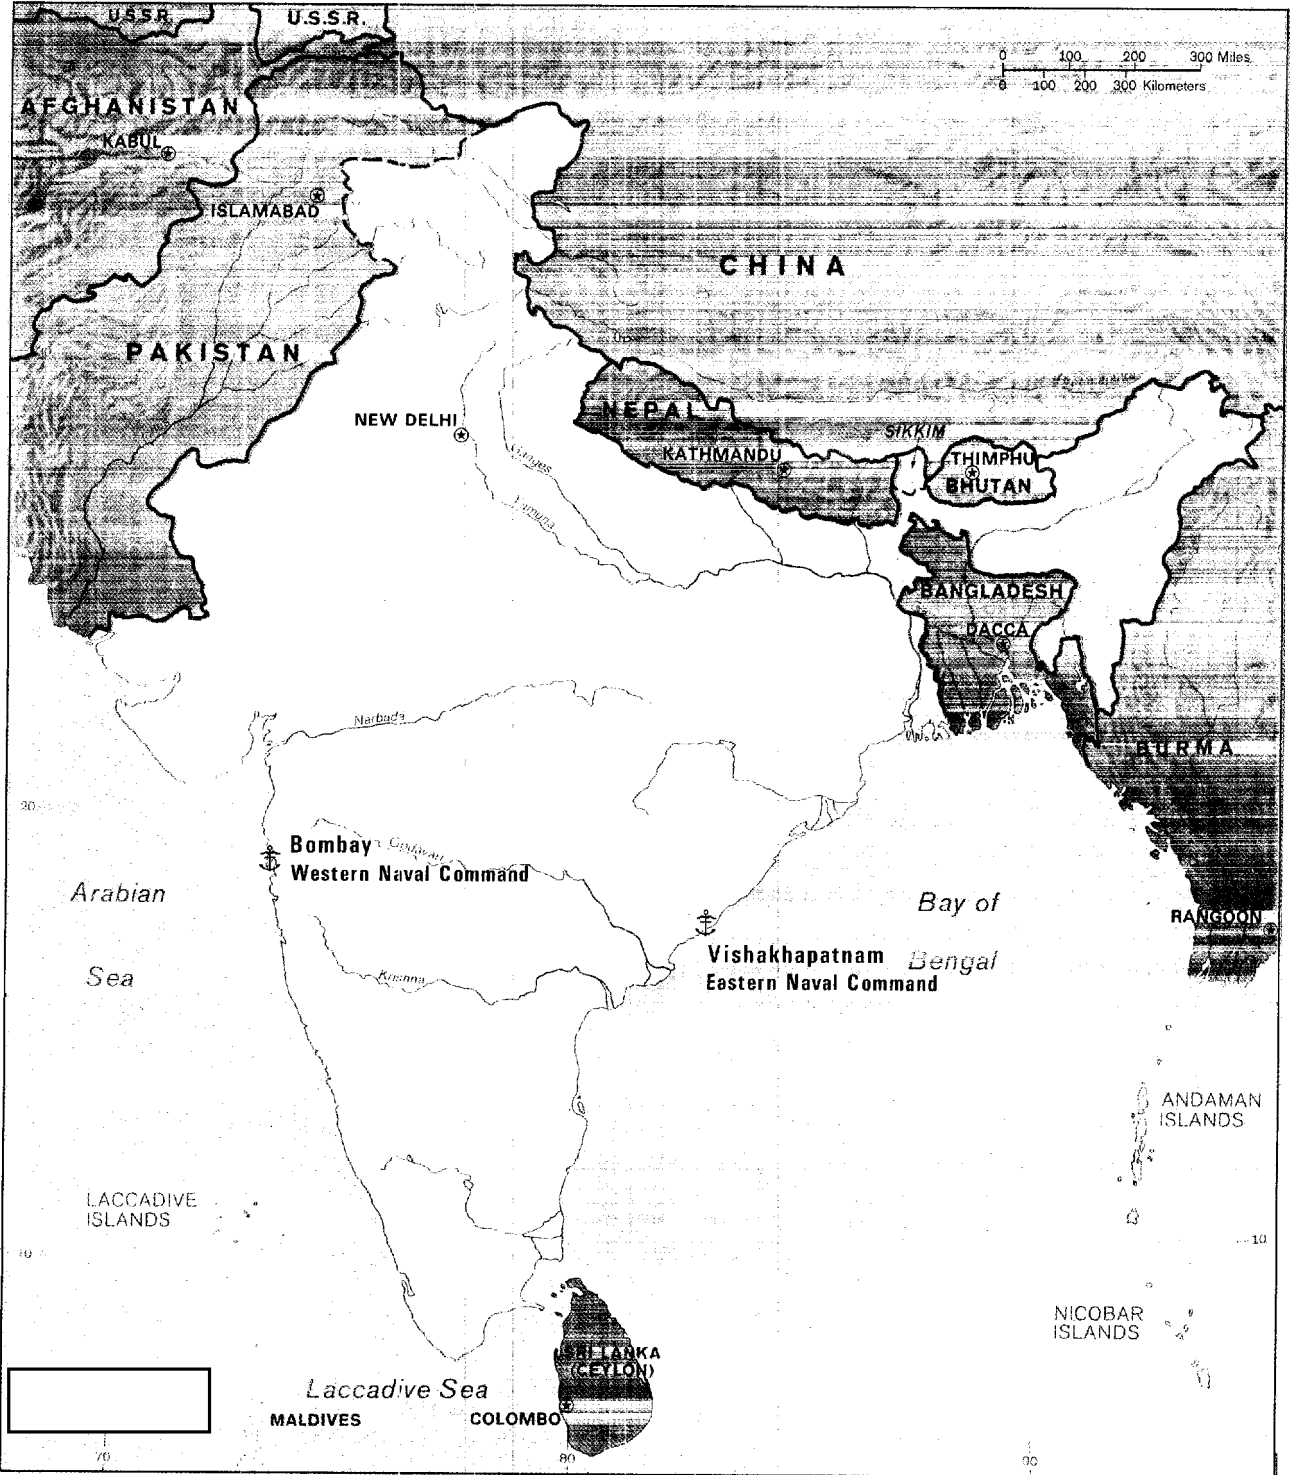 U.S.S.R.
U.S.S.R.
0 100 200 300 Miles
0 100 200 300 Kilometers
AFGHANISTAN
KABUL
ISLAMABAD
CHINA
PAKISTAN
NEW DELHI
NEPAL
SIKKIM
KATHMANDU
THIMPHU
BHUTAN
Ganges
Yamuna
BANGLADESH
DACCA
Narbada
BURMA
20
Bombay
Godavari
Western Naval Command
Arabian
Sea
Bay of
Bengal
RANGOON
Vishakhapatnam
Eastern Naval Command
Krishna
ANDAMAN
ISLANDS
LACCADIVE
ISLANDS
10
10
NICOBAR
ISLANDS
SRI LANKA
(CEYLON)
Laccadive Sea
MALDIVES
COLOMBO
70
80
90